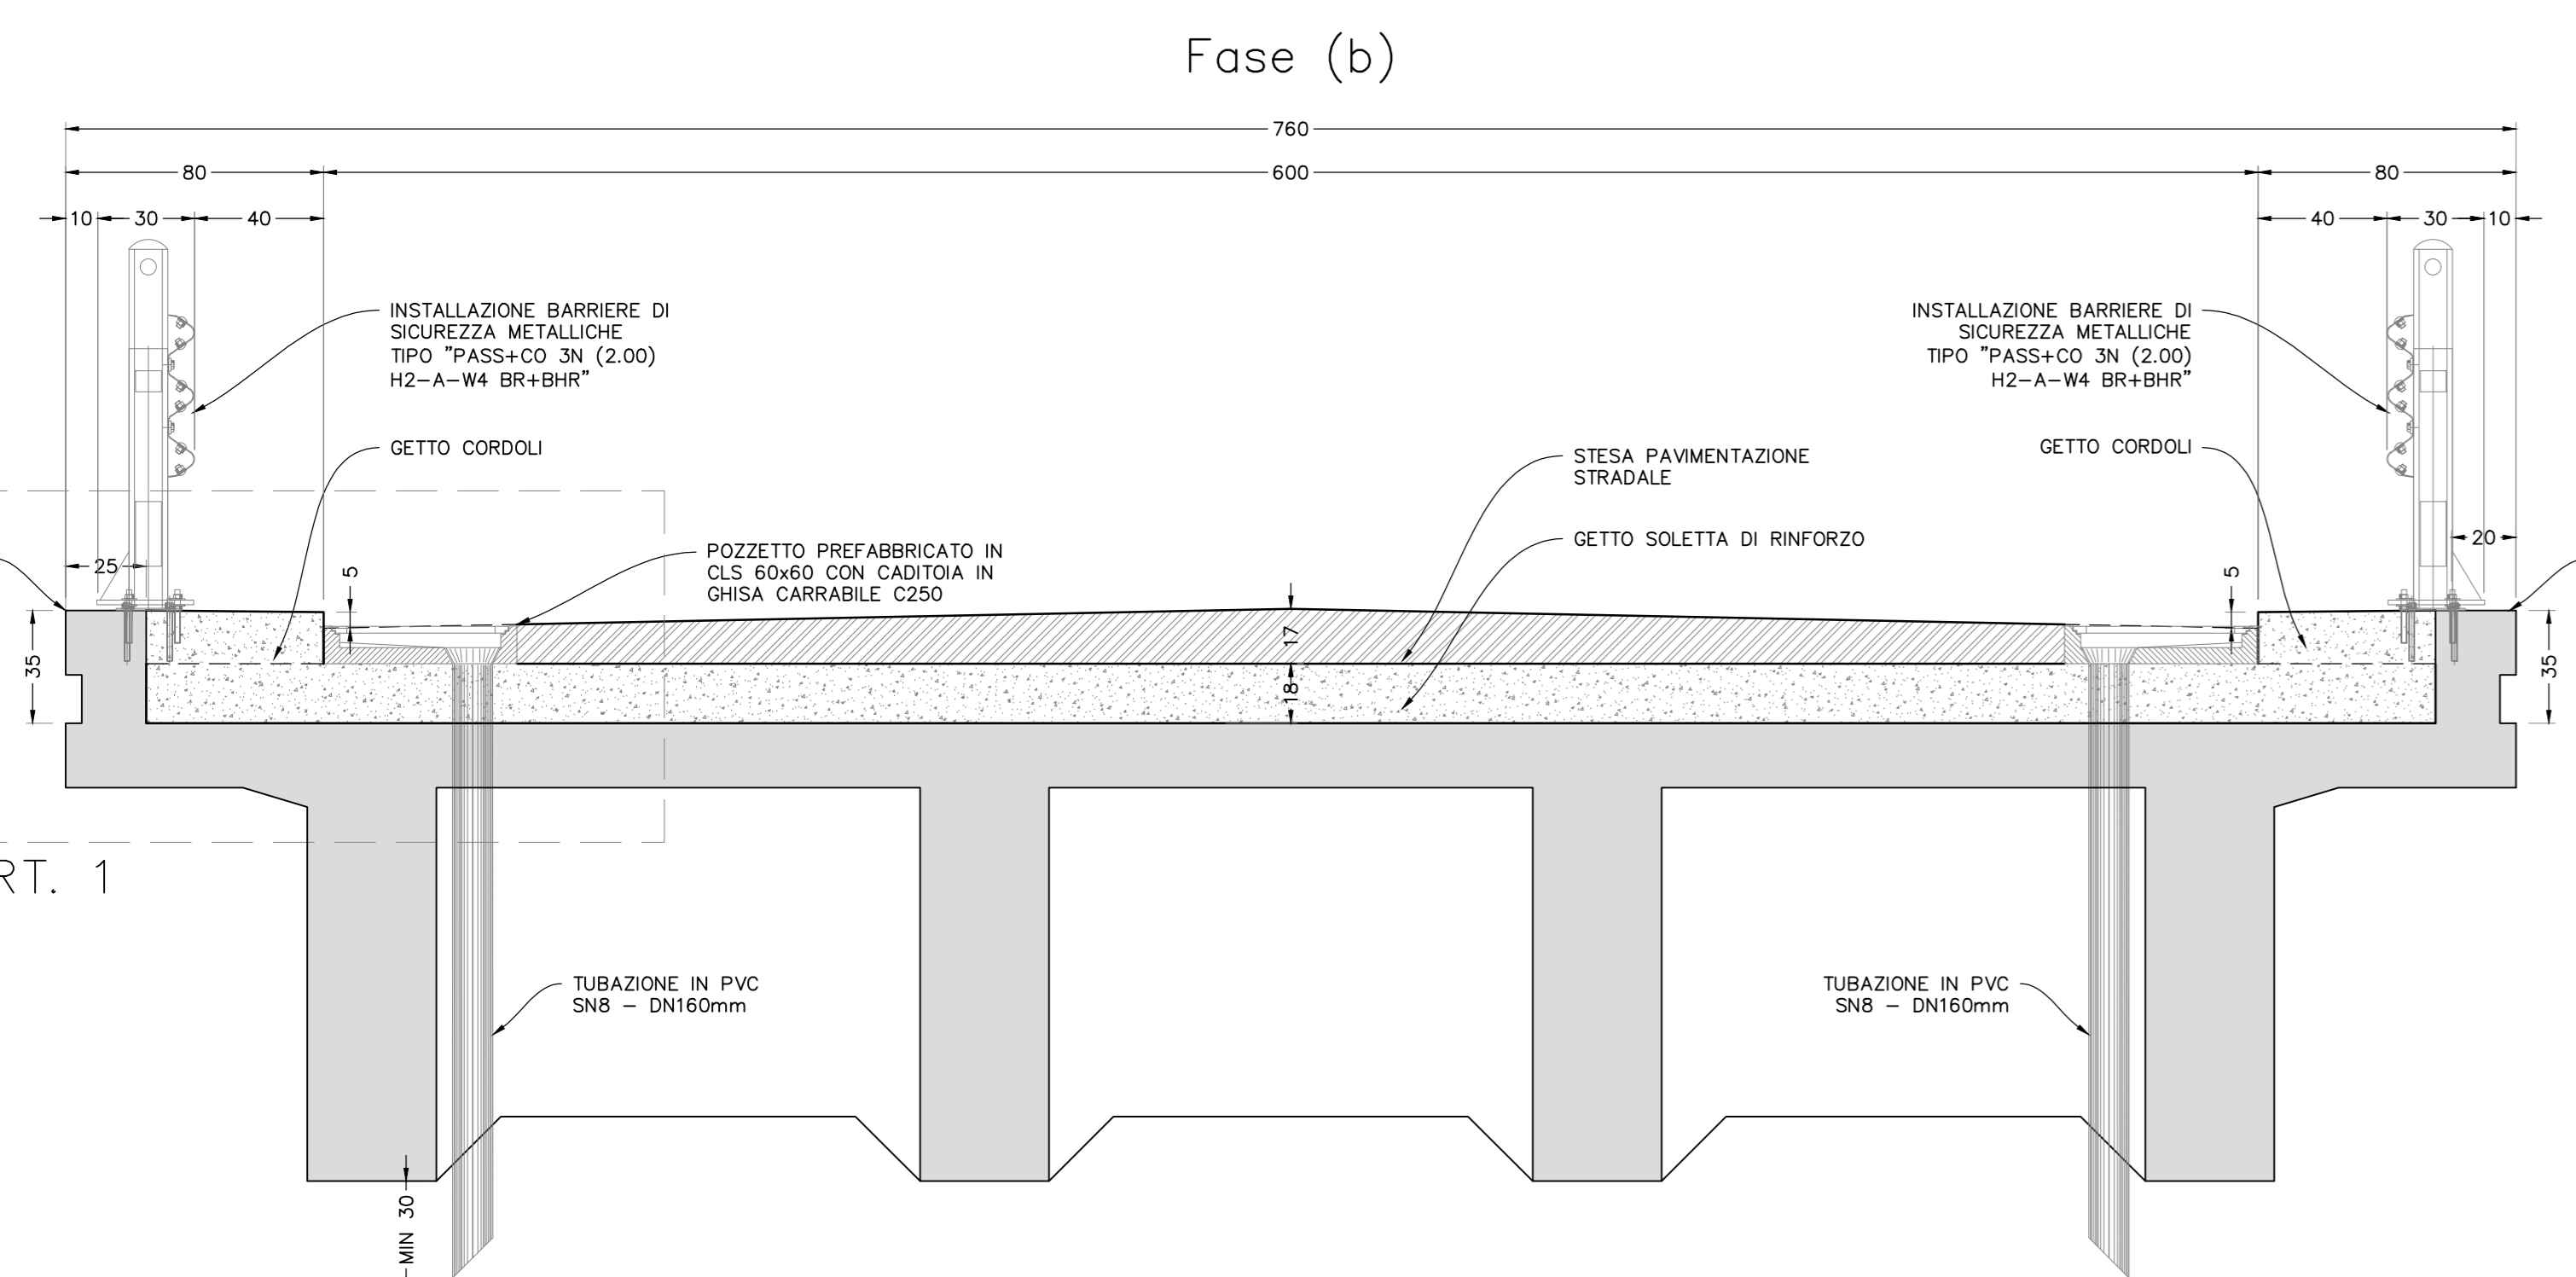 Fase (b)
760
80
600
80
10
30
40
40
30
10
INSTALLAZIONE BARRIERE DI
SICUREZZA METALLICHE
TIPO "PASS+CO 3N (2.00)
H2-A-W4 BR+BHR"
INSTALLAZIONE BARRIERE DI
SICUREZZA METALLICHE
TIPO "PASS+CO 3N (2.00)
H2-A-W4 BR+BHR"
GETTO CORDOLI
STESA PAVIMENTAZIONE
STRADALE
GETTO CORDOLI
GETTO SOLETTA DI RINFORZO
POZZETTO PREFABBRICATO IN
CLS 60x60 CON CADITOIA IN
GHISA CARRABILE C250
25
5
5
20
35
17
18
35
RT. 1
TUBAZIONE IN PVC
SN8 - DN160mm
TUBAZIONE IN PVC
SN8 - DN160mm
MIN 30